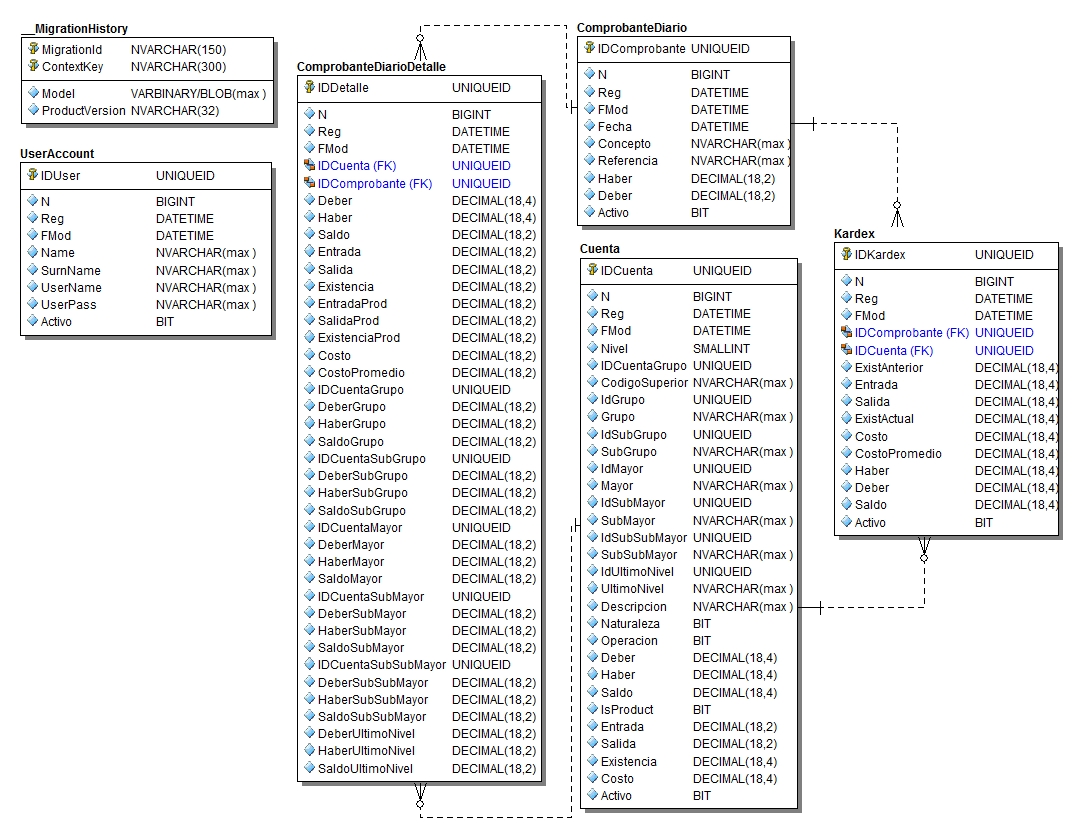 __MigrationHistory
MigrationId NVARCHAR(150)
ContextKey NVARCHAR(300)
Model VARBINARY/BLOB(max )
ProductVersion NVARCHAR(32)
UserAccount
IDUser UNIQUEID
N BIGINT
Reg DATETIME
FMod DATETIME
Name NVARCHAR(max )
SurnName NVARCHAR(max )
UserName NVARCHAR(max )
UserPass NVARCHAR(max )
Activo BIT
ComprobanteDiarioDetalle
IDDetalle UNIQUEID
N BIGINT
Reg DATETIME
FMod DATETIME
IDCuenta (FK) UNIQUEID
IDComprobante (FK) UNIQUEID
Deber DECIMAL(18,4)
Haber DECIMAL(18,4)
Saldo DECIMAL(18,2)
Entrada DECIMAL(18,2)
Salida DECIMAL(18,2)
Existencia DECIMAL(18,2)
EntradaProd DECIMAL(18,2)
SalidaProd DECIMAL(18,2)
ExistenciaProd DECIMAL(18,2)
Costo DECIMAL(18,2)
CostoPromedio DECIMAL(18,2)
IDCuentaGrupo UNIQUEID
DeberGrupo DECIMAL(18,2)
HaberGrupo DECIMAL(18,2)
SaldoGrupo DECIMAL(18,2)
IDCuentaSubGrupo UNIQUEID
DeberSubGrupo DECIMAL(18,2)
HaberSubGrupo DECIMAL(18,2)
SaldoSubGrupo DECIMAL(18,2)
IDCuentaMayor UNIQUEID
DeberMayor DECIMAL(18,2)
HaberMayor DECIMAL(18,2)
SaldoMayor DECIMAL(18,2)
IDCuentaSubMayor UNIQUEID
DeberSubMayor DECIMAL(18,2)
HaberSubMayor DECIMAL(18,2)
SaldoSubMayor DECIMAL(18,2)
IDCuentaSubSubMayor UNIQUEID
DeberSubSubMayor DECIMAL(18,2)
HaberSubSubMayor DECIMAL(18,2)
SaldoSubSubMayor DECIMAL(18,2)
DeberUltimoNivel DECIMAL(18,2)
HaberUltimoNivel DECIMAL(18,2)
SaldoUltimoNivel DECIMAL(18,2)
ComprobanteDiario
IDComprobante UNIQUEID
N BIGINT
Reg DATETIME
FMod DATETIME
Fecha DATETIME
Concepto NVARCHAR(max )
Referencia NVARCHAR(max )
Haber DECIMAL(18,2)
Deber DECIMAL(18,2)
Activo BIT
Cuenta
IDCuenta UNIQUEID
N BIGINT
Reg DATETIME
FMod DATETIME
Nivel SMALLINT
IDCuentaGrupo UNIQUEID
CodigoSuperior NVARCHAR(max )
IdGrupo UNIQUEID
Grupo NVARCHAR(max )
IdSubGrupo UNIQUEID
SubGrupo NVARCHAR(max )
IdMayor UNIQUEID
Mayor NVARCHAR(max )
IdSubMayor UNIQUEID
SubMayor NVARCHAR(max )
IdSubSubMayor UNIQUEID
SubSubMayor NVARCHAR(max )
IdUltimoNivel UNIQUEID
UltimoNivel NVARCHAR(max )
Descripcion NVARCHAR(max )
Naturaleza BIT
Operacion BIT
Deber DECIMAL(18,4)
Haber DECIMAL(18,4)
Saldo DECIMAL(18,4)
IsProduct BIT
Entrada DECIMAL(18,2)
Salida DECIMAL(18,2)
Existencia DECIMAL(18,4)
Costo DECIMAL(18,4)
Activo BIT
Kardex
IDKardex UNIQUEID
N BIGINT
Reg DATETIME
FMod DATETIME
IDComprobante (FK) UNIQUEID
IDCuenta (FK) UNIQUEID
ExistAnterior DECIMAL(18,4)
Entrada DECIMAL(18,4)
Salida DECIMAL(18,4)
ExistActual DECIMAL(18,4)
Costo DECIMAL(18,4)
CostoPromedio DECIMAL(18,4)
Haber DECIMAL(18,4)
Deber DECIMAL(18,4)
Saldo DECIMAL(18,4)
Activo BIT